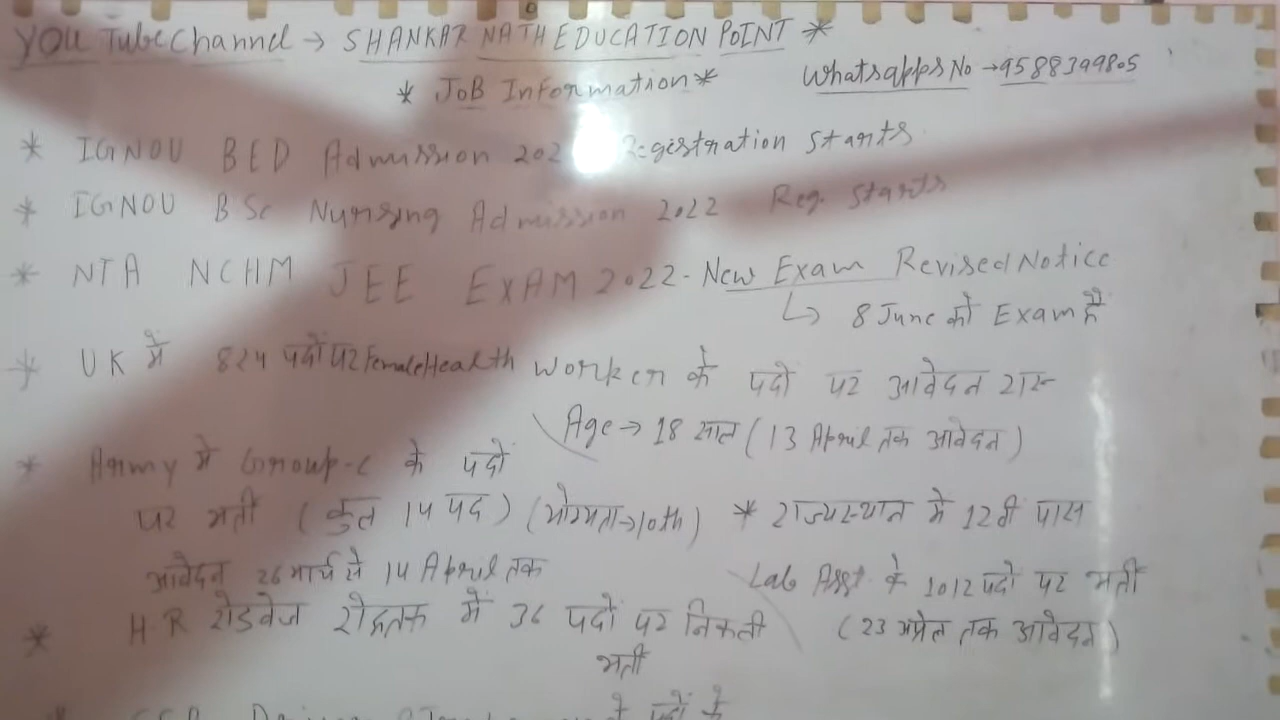 YOU Tube Channel → SHANKAR NATH EDUCATION POINT *
* JOB Information *
Whatsapps No → 9588399805
* IGNOU BED Admission 202 Registration Starts
* IGNOU BSc Nursing Admission 2022 Reg. Starts
* NTA NCHM JEE EXAM 2022 - New Exam Revised Notice
↳ 8 June को Exam है
* UK में 824 पदों पर Female Health Worker के पदों पर आवेदन शुरू
Age → 18 साल (13 April तक आवेदन)
* Army में Group-C के पदों
पर भर्ती (कुल 14 पद) (योग्यता → 10th)
आवेदन 26 मार्च से 14 April तक
* राज्यस्थान में 12वी पास
Lab Asst. के 1012 पदों पर भर्ती
(23 अप्रेल तक आवेदन)
* H R रोडवेज रोहतक में 36 पदों पर निकली
भर्ती